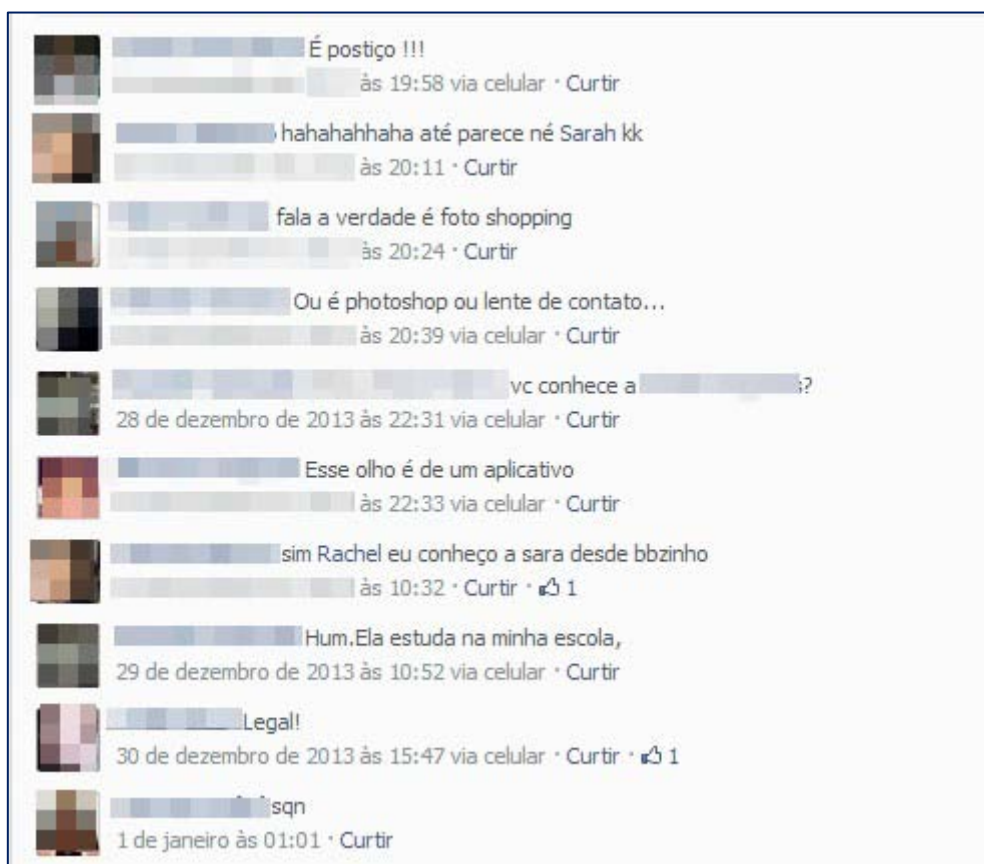 É postiço !!!
às 19:58 via celular · Curtir
hahahahhaha até parece né Sarah kk
às 20:11 · Curtir
fala a verdade é foto shopping
às 20:24 · Curtir
Ou é photoshop ou lente de contato...
às 20:39 via celular · Curtir
vc conhece a ?
28 de dezembro de 2013 às 22:31 via celular · Curtir
Esse olho é de um aplicativo
às 22:33 via celular · Curtir
sim Rachel eu conheço a sara desde bbzinho
às 10:32 · Curtir · 1
Hum.Ela estuda na minha escola,
29 de dezembro de 2013 às 10:52 via celular · Curtir
Legal!
30 de dezembro de 2013 às 15:47 via celular · Curtir · 1
sqn
1 de janeiro às 01:01 · Curtir